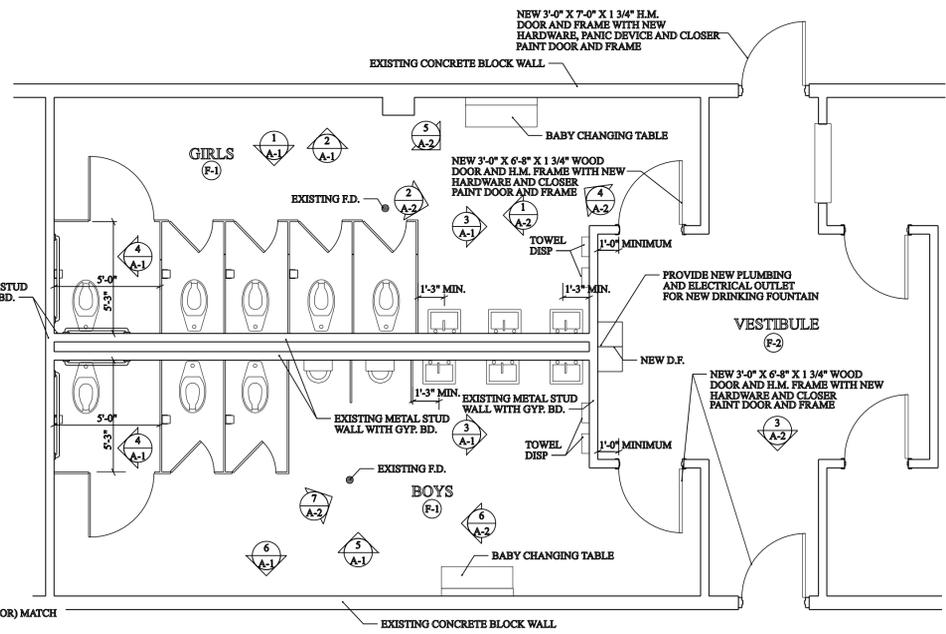 NEW 3'-0" X 7'-0" X 1 3/4" H.M.
DOOR AND FRAME WITH NEW
HARDWARE, PANIC DEVICE AND CLOSER
PAINT DOOR AND FRAME
EXISTING CONCRETE BLOCK WALL
BABY CHANGING TABLE
GIRLS
F-1
1
A-1
2
A-1
5
A-2
NEW 3'-0" X 6'-8" X 1 3/4" WOOD
DOOR AND H.M. FRAME WITH NEW
HARDWARE AND CLOSER
PAINT DOOR AND FRAME
EXISTING F.D.
2
A-2
3
A-1
1
A-2
4
A-2
TOWEL
DISP
1'-0" MINIMUM
4
A-1
5'-0"
5'-3"
1'-3" MIN.
1'-3" MIN.
STUD
BD.
PROVIDE NEW PLUMBING
AND ELECTRICAL OUTLET
FOR NEW DRINKING FOUNTAIN
VESTIBULE
F-2
NEW D.F.
NEW 3'-0" X 6'-8" X 1 3/4" WOOD
DOOR AND H.M. FRAME WITH NEW
HARDWARE AND CLOSER
PAINT DOOR AND FRAME
3
A-2
1'-3" MIN.
EXISTING METAL STUD
WALL WITH GYP. BD.
EXISTING METAL STUD
WALL WITH GYP. BD.
5'-0"
5'-3"
4
A-1
3
A-1
TOWEL
DISP
1'-0" MINIMUM
EXISTING F.D.
BOYS
F-1
7
A-2
6
A-2
6
A-1
5
A-1
BABY CHANGING TABLE
OR) MATCH
EXISTING CONCRETE BLOCK WALL